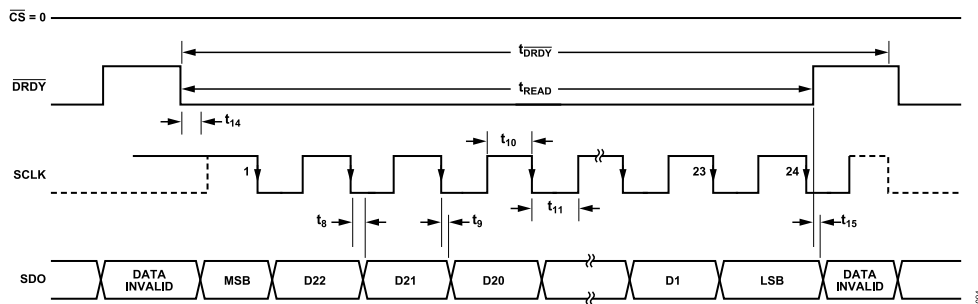 CS = 0
tDRDY
DRDY
tREAD
t14
t10
SCLK
1
23
24
t11
t8
t9
t15
SDO
DATA INVALID
MSB
D22
D21
D20
D1
LSB
DATA INVALID